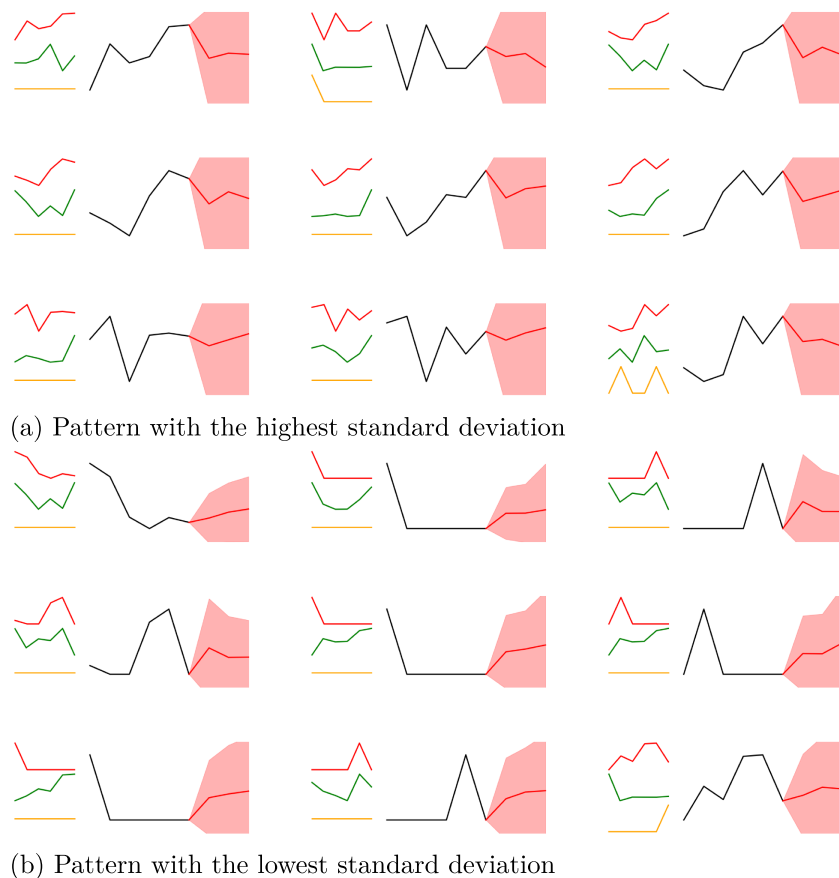 (a) Pattern with the highest standard deviation
(b) Pattern with the lowest standard deviation